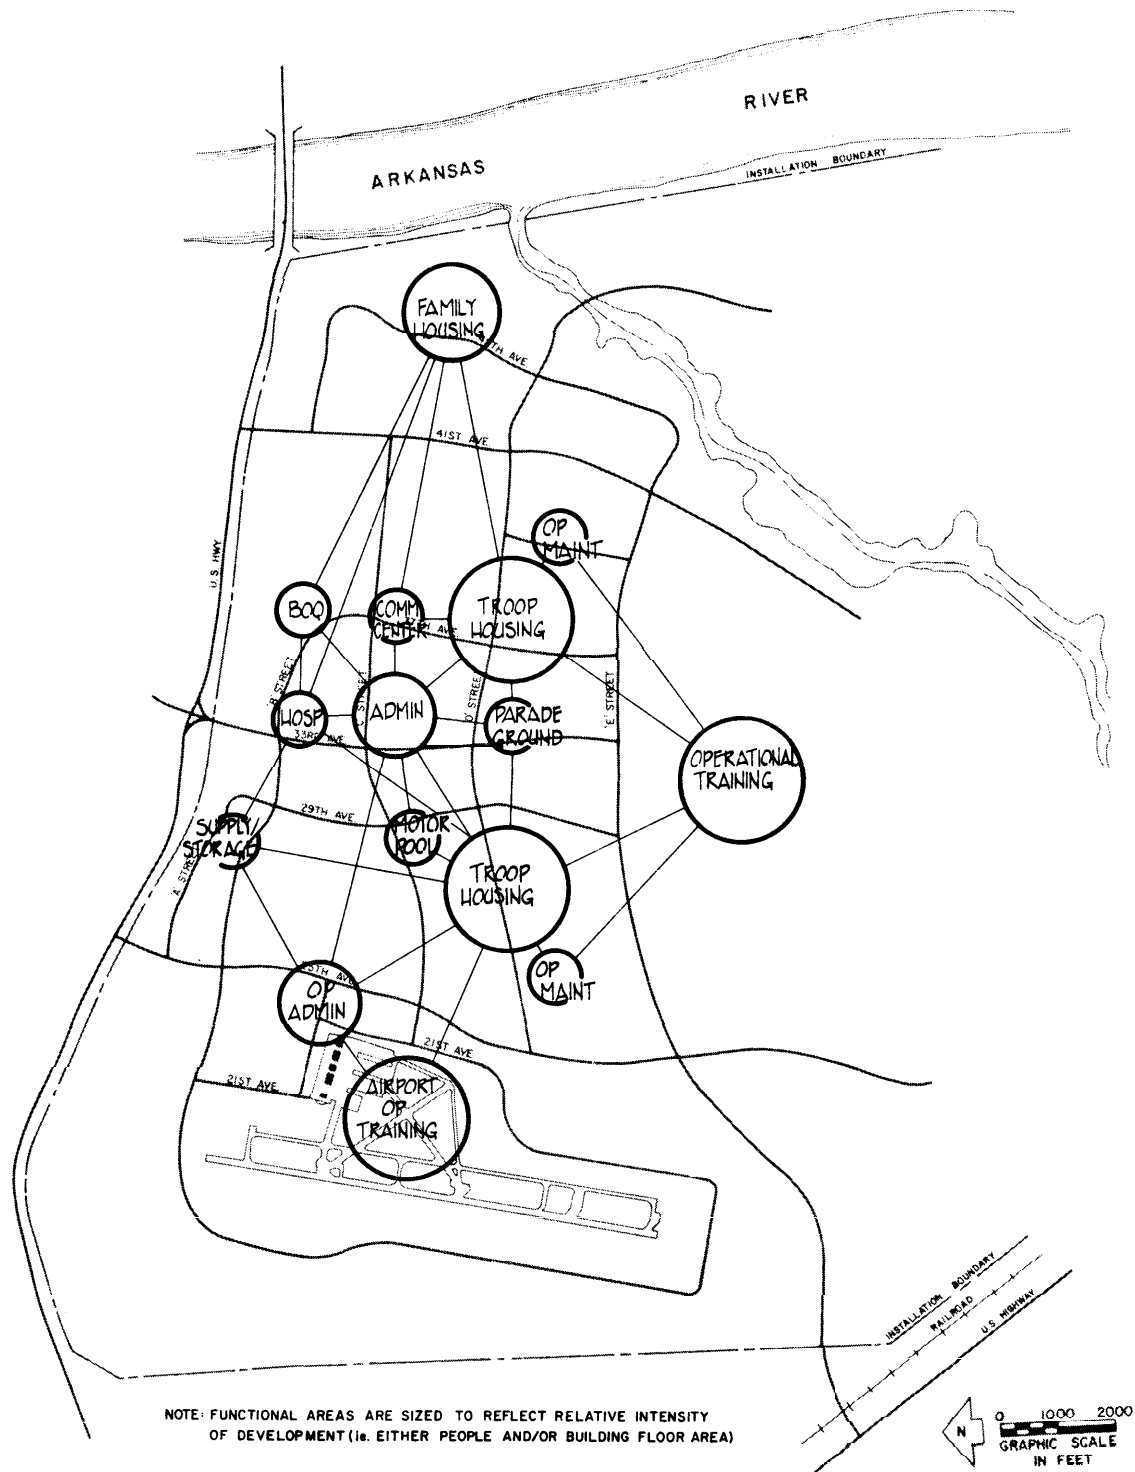 RIVER
ARKANSAS
INSTALLATION BOUNDARY
FAMILY
HOUSING
TH AVE.
41ST AVE.
U.S. HWY
OP
MAINT
BOQ
COMM
CENTER
AVE.
TROOP
HOUSING
'B' STREET
'C' STREET
'D' STREET
'E' STREET
HOSP
ADMIN
PARADE
GROUND
33RD AVE.
OPERATIONAL
TRAINING
29TH AVE.
SUPPLY/
STORAGE
MOTOR
POOL
'A' STREET
TROOP
HOUSING
25TH AVE.
OP
ADMIN
OP
MAINT
21ST AVE.
21ST AVE.
AIRPORT
OP
TRAINING
INSTALLATION BOUNDARY
RAILROAD
U.S. HIGHWAY
NOTE: FUNCTIONAL AREAS ARE SIZED TO REFLECT RELATIVE INTENSITY
OF DEVELOPMENT (ie. EITHER PEOPLE AND/OR BUILDING FLOOR AREA)
N
0 1000 2000
GRAPHIC SCALE
IN FEET